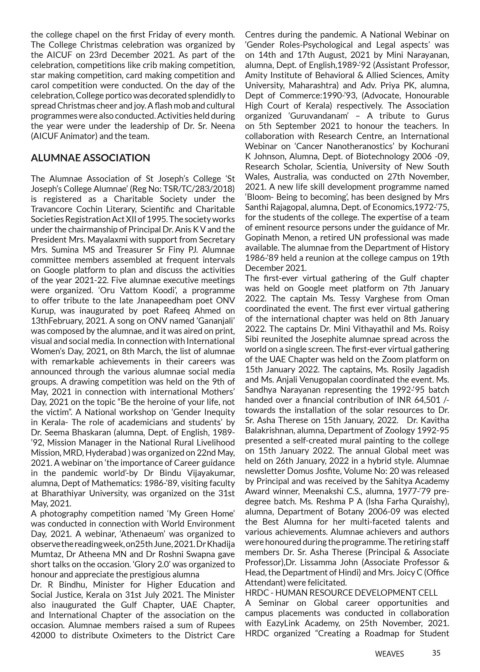 the college chapel on the first Friday of every month.
The College Christmas celebration was organized by
the AICUF on 23rd December 2021. As part of the
celebration, competitions like crib making competition,
star making competition, card making competition and
carol competition were conducted. On the day of the
celebration, College portico was decorated splendidly to
spread Christmas cheer and joy. A flash mob and cultural
programmes were also conducted. Activities held during
the year were under the leadership of Dr. Sr. Neena
(AICUF Animator) and the team.
ALUMNAE ASSOCIATION
The Alumnae Association of St Joseph's College 'St
Joseph's College Alumnae' (Reg No: TSR/TC/283/2018)
is registered as a Charitable Society under the
Travancore Cochin Literary, Scientific and Charitable
Societies Registration Act XII of 1995. The society works
under the chairmanship of Principal Dr. Anis K V and the
President Mrs. Mayalaxmi with support from Secretary
Mrs. Sumina MS and Treasurer Sr Finy PJ. Alumnae
committee members assembled at frequent intervals
on Google platform to plan and discuss the activities
of the year 2021-22. Five alumnae executive meetings
were organized. 'Oru Vattom Koodi', a programme
to offer tribute to the late Jnanapeedham poet ONV
Kurup, was inaugurated by poet Rafeeq Ahmed on
13thFebruary, 2021. A song on ONV named 'Gananjali'
was composed by the alumnae, and it was aired on print,
visual and social media. In connection with International
Women's Day, 2021, on 8th March, the list of alumnae
with remarkable achievements in their careers was
announced through the various alumnae social media
groups. A drawing competition was held on the 9th of
May, 2021 in connection with international Mothers'
Day, 2021 on the topic "Be the heroine of your life, not
the victim". A National workshop on 'Gender Inequity
in Kerala- The role of academicians and students' by
Dr. Seema Bhaskaran (alumna, Dept. of English, 1989-
'92, Mission Manager in the National Rural Livelihood
Mission, MRD, Hyderabad ) was organized on 22nd May,
2021. A webinar on 'the importance of Career guidance
in the pandemic world'-by Dr Bindu Vijayakumar,
alumna, Dept of Mathematics: 1986-'89, visiting faculty
at Bharathiyar University, was organized on the 31st
May, 2021.
A photography competition named 'My Green Home'
was conducted in connection with World Environment
Day, 2021. A webinar, 'Athenaeum' was organized to
observe the reading week, on25th June, 2021. Dr Khadija
Mumtaz, Dr Atheena MN and Dr Roshni Swapna gave
short talks on the occasion. 'Glory 2.0' was organized to
honour and appreciate the prestigious alumna
Dr. R Bindhu, Minister for Higher Education and
Social Justice, Kerala on 31st July 2021. The Minister
also inaugurated the Gulf Chapter, UAE Chapter,
and International Chapter of the association on the
occasion. Alumnae members raised a sum of Rupees
42000 to distribute Oximeters to the District Care
Centres during the pandemic. A National Webinar on
'Gender Roles-Psychological and Legal aspects' was
on 14th and 17th August, 2021 by Mini Narayanan,
alumna, Dept. of English,1989-'92 (Assistant Professor,
Amity Institute of Behavioral & Allied Sciences, Amity
University, Maharashtra) and Adv. Priya PK, alumna,
Dept of Commerce:1990-'93, (Advocate, Honourable
High Court of Kerala) respectively. The Association
organized 'Guruvandanam' – A tribute to Gurus
on 5th September 2021 to honour the teachers. In
collaboration with Research Centre, an International
Webinar on 'Cancer Nanotheranostics' by Kochurani
K Johnson, Alumna, Dept. of Biotechnology 2006 -09,
Research Scholar, Scientia, University of New South
Wales, Australia, was conducted on 27th November,
2021. A new life skill development programme named
'Bloom- Being to becoming', has been designed by Mrs
Santhi Rajagopal, alumna, Dept. of Economics,1972-'75,
for the students of the college. The expertise of a team
of eminent resource persons under the guidance of Mr.
Gopinath Menon, a retired UN professional was made
available. The alumnae from the Department of History
1986-'89 held a reunion at the college campus on 19th
December 2021.
The first-ever virtual gathering of the Gulf chapter
was held on Google meet platform on 7th January
2022. The captain Ms. Tessy Varghese from Oman
coordinated the event. The first ever virtual gathering
of the international chapter was held on 8th January
2022. The captains Dr. Mini Vithayathil and Ms. Roisy
Sibi reunited the Josephite alumnae spread across the
world on a single screen. The first-ever virtual gathering
of the UAE Chapter was held on the Zoom platform on
15th January 2022. The captains, Ms. Rosily Jagadish
and Ms. Anjali Venugopalan coordinated the event. Ms.
Sandhya Narayanan representing the 1992-'95 batch
handed over a financial contribution of INR 64,501 /-
towards the installation of the solar resources to Dr.
Sr. Asha Therese on 15th January, 2022. Dr. Kavitha
Balakrishnan, alumna, Department of Zoology 1992-95
presented a self-created mural painting to the college
on 15th January 2022. The annual Global meet was
held on 26th January, 2022 in a hybrid style. Alumnae
newsletter Domus Josfite, Volume No: 20 was released
by Principal and was received by the Sahitya Academy
Award winner, Meenakshi C.S., alumna, 1977-'79 pre-
degree batch. Ms. Reshma P A (Isha Farha Quraishy),
alumna, Department of Botany 2006-09 was elected
the Best Alumna for her multi-faceted talents and
various achievements. Alumnae achievers and authors
were honoured during the programme. The retiring staff
members Dr. Sr. Asha Therese (Principal & Associate
Professor),Dr. Lissamma John (Associate Professor &
Head, the Department of Hindi) and Mrs. Joicy C (Office
Attendant) were felicitated.
HRDC - HUMAN RESOURCE DEVELOPMENT CELL
A Seminar on Global career opportunities and
campus placements was conducted in collaboration
with EazyLink Academy, on 25th November, 2021.
HRDC organized "Creating a Roadmap for Student
WEAVES 35